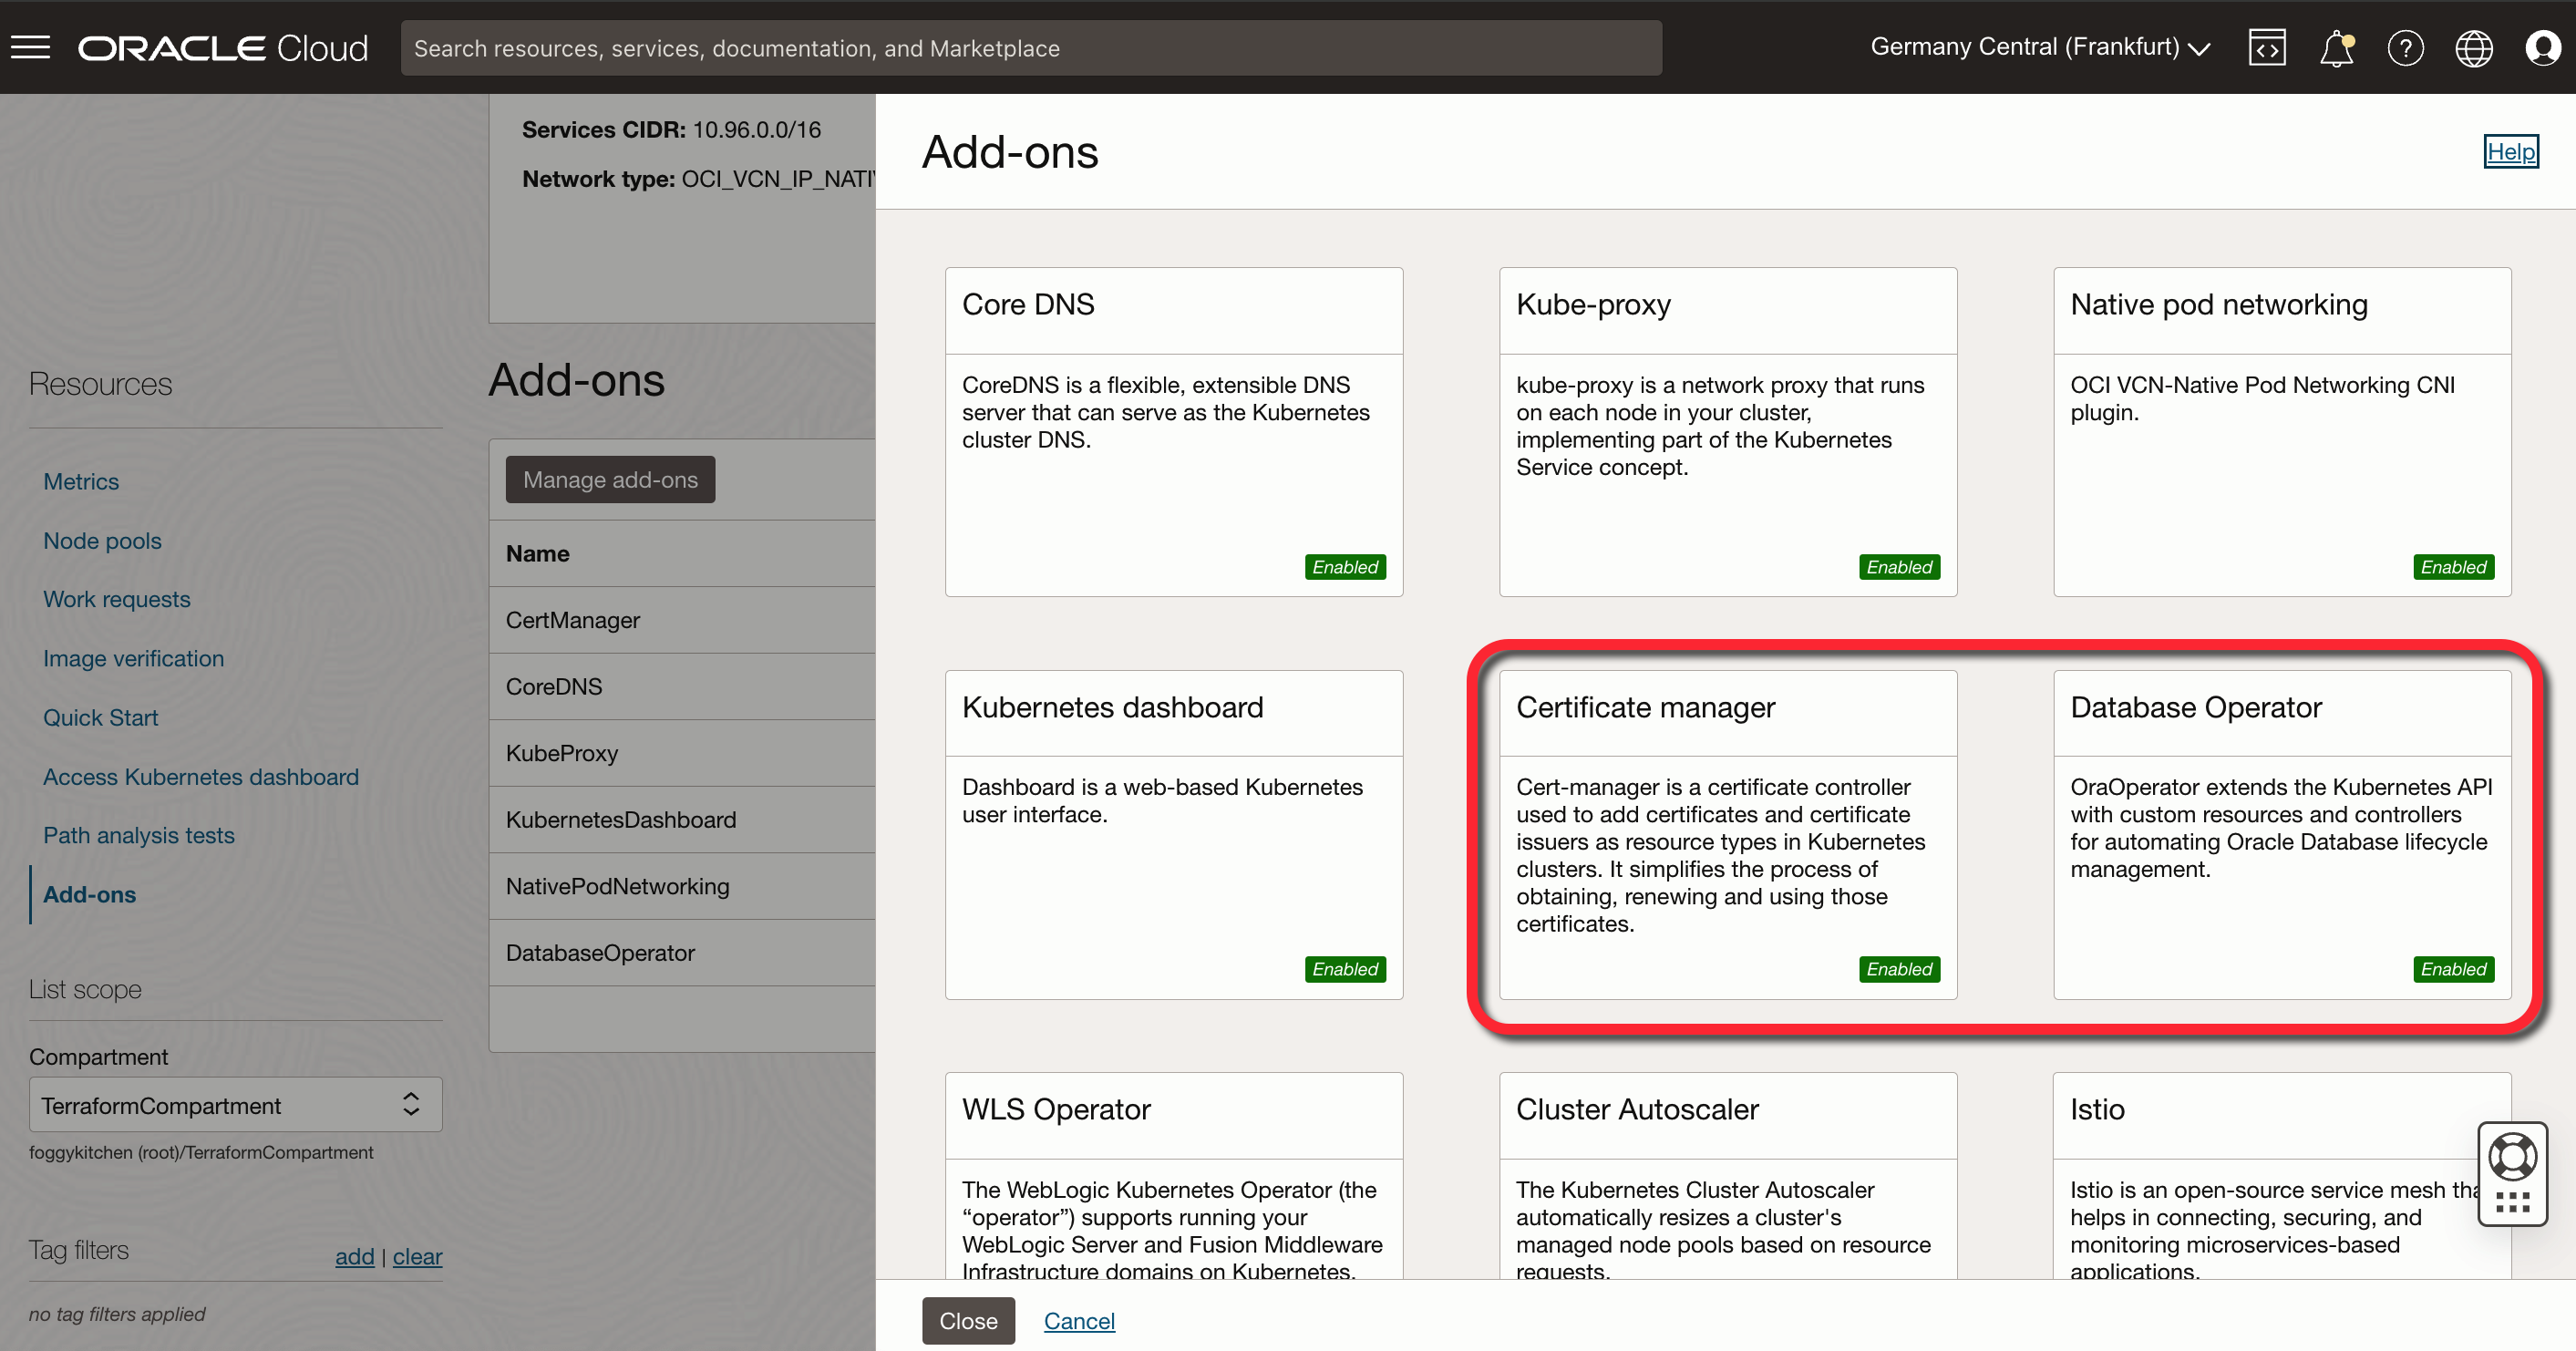 ORACLE Cloud
Search resources, services, documentation, and Marketplace
Germany Central (Frankfurt)
Services CIDR: 10.96.0.0/16
Network type: OCI_VCN_IP_NATIV
Resources
Metrics
Node pools
Work requests
Image verification
Quick Start
Access Kubernetes dashboard
Path analysis tests
Add-ons
List scope
Compartment
TerraformCompartment
foggykitchen (root)/TerraformCompartment
Tag filters
add | clear
no tag filters applied
Add-ons
Manage add-ons
Name
CertManager
CoreDNS
KubeProxy
KubernetesDashboard
NativePodNetworking
DatabaseOperator
Add-ons
Help
Core DNS
CoreDNS is a flexible, extensible DNS
server that can serve as the Kubernetes
cluster DNS.
Enabled
Kube-proxy
kube-proxy is a network proxy that runs
on each node in your cluster,
implementing part of the Kubernetes
Service concept.
Enabled
Native pod networking
OCI VCN-Native Pod Networking CNI
plugin.
Enabled
Kubernetes dashboard
Dashboard is a web-based Kubernetes
user interface.
Enabled
Certificate manager
Cert-manager is a certificate controller
used to add certificates and certificate
issuers as resource types in Kubernetes
clusters. It simplifies the process of
obtaining, renewing and using those
certificates.
Enabled
Database Operator
OraOperator extends the Kubernetes API
with custom resources and controllers
for automating Oracle Database lifecycle
management.
Enabled
WLS Operator
The WebLogic Kubernetes Operator (the
“operator”) supports running your
WebLogic Server and Fusion Middleware
Infrastructure domains on Kubernetes.
Cluster Autoscaler
The Kubernetes Cluster Autoscaler
automatically resizes a cluster's
managed node pools based on resource
requests.
Istio
Istio is an open-source service mesh tha
helps in connecting, securing, and
monitoring microservices-based
applications.
Close
Cancel